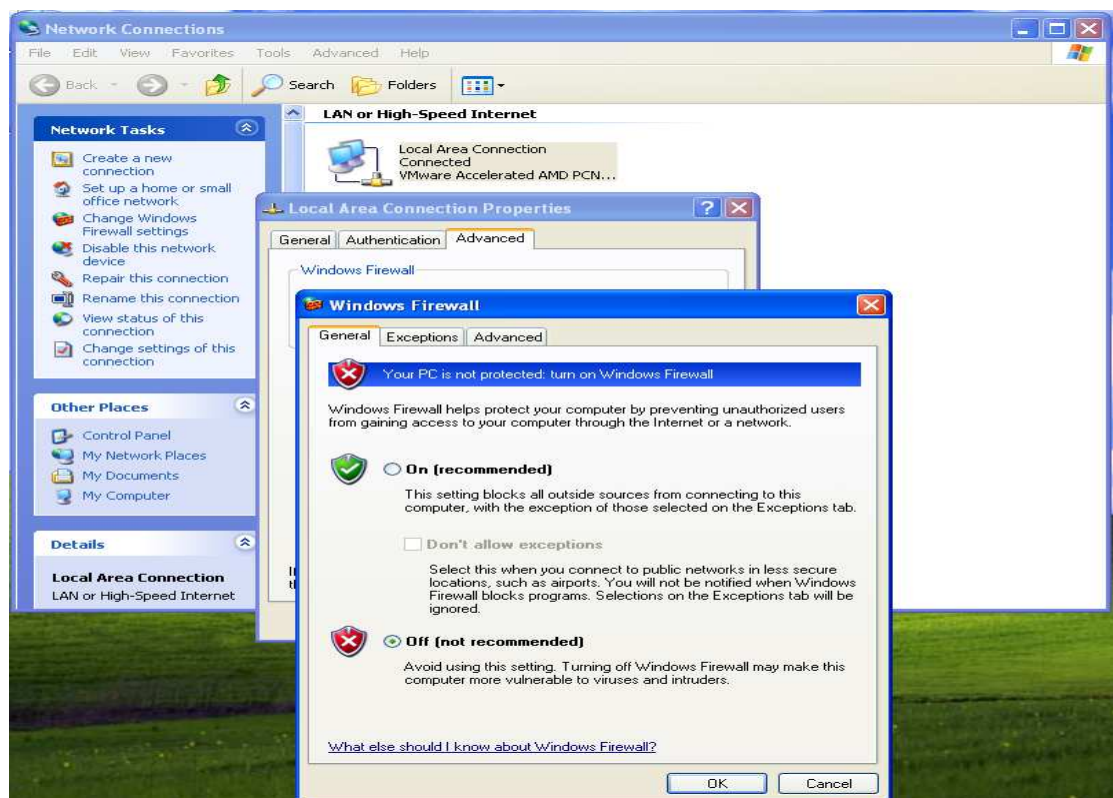 Network Connections
File Edit View Favorites Tools Advanced Help
Back Search Folders
Network Tasks
Create a new
connection
Set up a home or small
office network
Change Windows
Firewall settings
Disable this network
device
Repair this connection
Rename this connection
View status of this
connection
Change settings of this
connection
Other Places
Control Panel
My Network Places
My Documents
My Computer
Details
Local Area Connection
LAN or High-Speed Internet
LAN or High-Speed Internet
Local Area Connection
Connected
VMware Accelerated AMD PCN...
Local Area Connection Properties
General Authentication Advanced
Windows Firewall
Windows Firewall
General Exceptions Advanced
Your PC is not protected: turn on Windows Firewall
Windows Firewall helps protect your computer by preventing unauthorized users
from gaining access to your computer through the Internet or a network.
On (recommended)
This setting blocks all outside sources from connecting to this
computer, with the exception of those selected on the Exceptions tab.
Don't allow exceptions
Select this when you connect to public networks in less secure
locations, such as airports. You will not be notified when Windows
Firewall blocks programs. Selections on the Exceptions tab will be
ignored.
Off (not recommended)
Avoid using this setting. Turning off Windows Firewall may make this
computer more vulnerable to viruses and intruders.
What else should I know about Windows Firewall?
OK Cancel